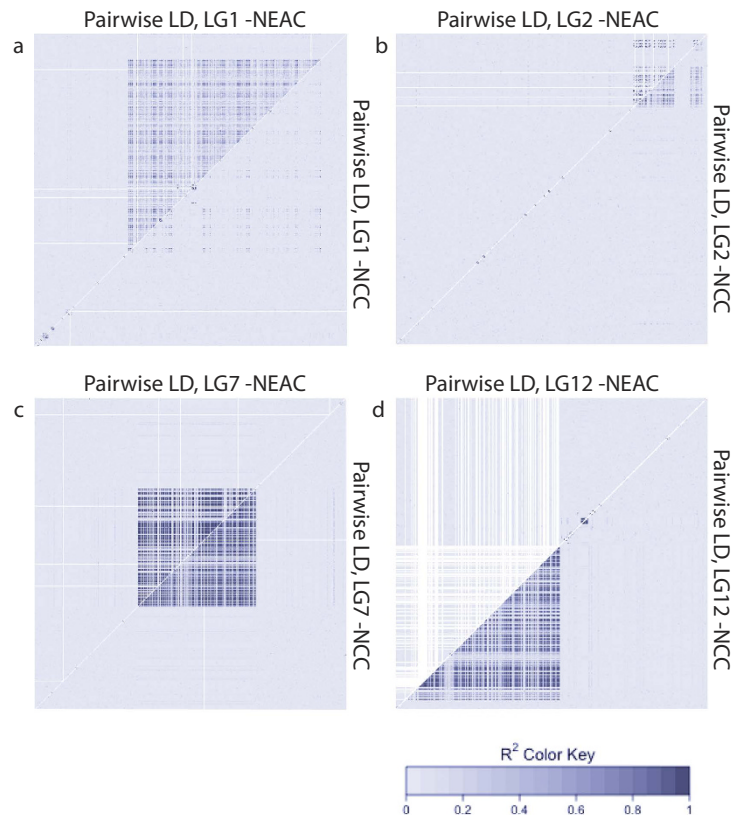 Pairwise LD, LG1 -NEAC
a
Pairwise LD, LG1 -NCC
Pairwise LD, LG2 -NEAC
b
Pairwise LD, LG2 -NCC
Pairwise LD, LG7 -NEAC
c
Pairwise LD, LG7 -NCC
Pairwise LD, LG12 -NEAC
d
Pairwise LD, LG12 -NCC
R² Color Key
0 0.2 0.4 0.6 0.8 1